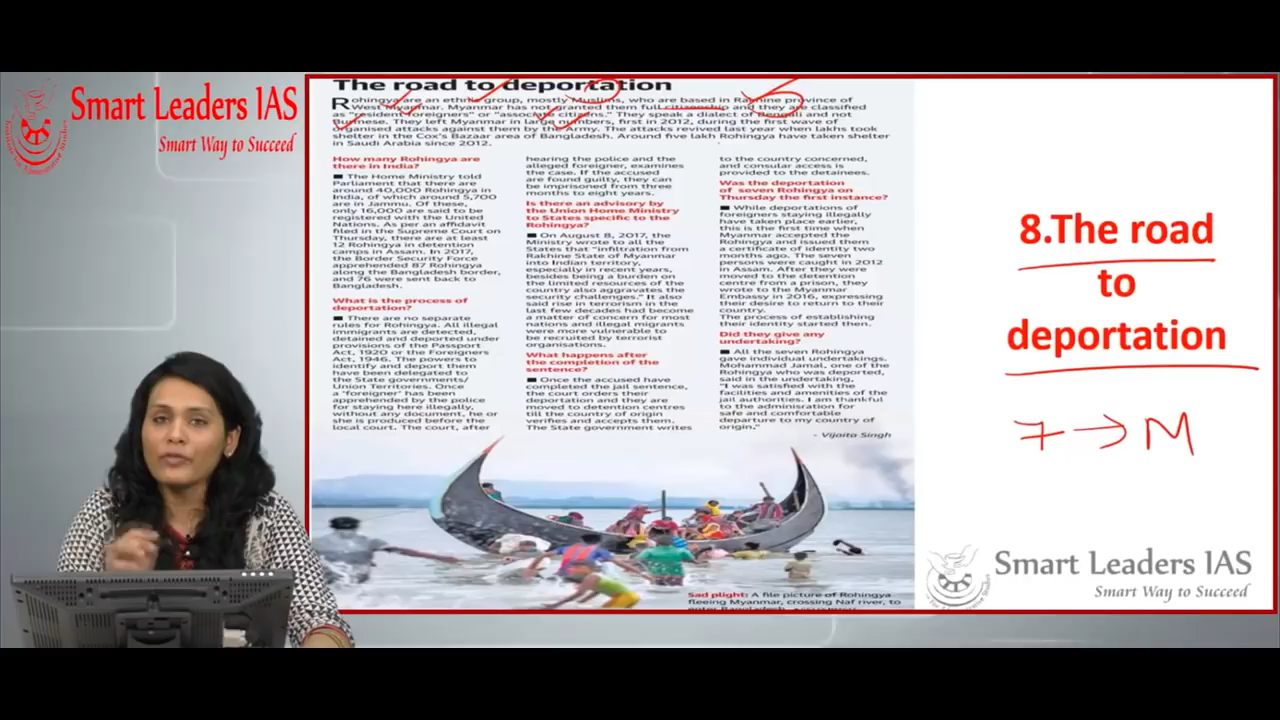 Smart Leaders IAS
Smart Way to Succeed
The road to deportation
Rohingya are an ethnic group, mostly Muslims, who are based in Rakhine province of
West Myanmar. Myanmar has not granted them full citizenship and they are classified
as "resident foreigners" or "associate citizens." They speak a dialect of Bengali and not
Burmese. They left Myanmar in large numbers, first in 2012, during the first wave of
organised attacks against them by the Army. The attacks revived last year when lakhs took
shelter in the Cox's Bazaar area of Bangladesh. Around five lakh Rohingya have taken shelter
in Saudi Arabia since 2012.
How many Rohingya are
there in India?
■ The Home Ministry told
Parliament that there are
around 40,000 Rohingya in
India, of which around 5,700
are in Jammu. Of these,
only 16,000 are said to be
registered with the United
Nations. As per an affidavit
filed in the Supreme Court on
Thursday, there are at least
12 Rohingya in detention
camps in Assam. In 2017,
the Border Security Force
apprehended 87 Rohingya
along the Bangladesh border,
and 76 were sent back to
Bangladesh.
What is the process of
deportation?
■ There are no separate
rules for Rohingya. All illegal
immigrants are detected,
detained and deported under
provisions of the Passport
Act, 1920 or the Foreigners
Act, 1946. The powers to
identify and deport them
have been delegated to
the State governments/
Union Territories. Once
a 'foreigner' has been
apprehended by the police
for staying here illegally,
without any document, he or
she is produced before the
local court. The court, after
hearing the police and the
alleged foreigner, examines
the case. If the accused
are found guilty, they can
be imprisoned from three
months to eight years.
Is there an advisory by
the Union Home Ministry
to States specific to the
Rohingya?
■ On August 8, 2017, the
Ministry wrote to all the
States that "infiltration from
Rakhine State of Myanmar
into Indian territory,
especially in recent years,
besides being a burden on
the limited resources of the
country also aggravates the
security challenges." It also
said rise in terrorism in the
last few decades had become
a matter of concern for most
nations and illegal migrants
were more vulnerable to
be recruited by terrorist
organisations.
What happens after
the completion of the
sentence?
■ Once the accused have
completed the jail sentence,
the court orders their
deportation and they are
moved to detention centres
till the country of origin
verifies and accepts them.
The State government writes
to the country concerned,
and consular access is
provided to the detainees.
Was the deportation
of seven Rohingya on
Thursday the first instance?
■ While deportations of
foreigners staying illegally
have taken place earlier,
this is the first time when
Myanmar accepted the
Rohingya and issued them
a certificate of identity two
months ago. The seven
persons were caught in 2012
in Assam. After they were
moved to the detention
centre from a prison, they
wrote to the Myanmar
Embassy in 2016, expressing
their desire to return to their
country.
The process of establishing
their identity started then.
Did they give any
undertaking?
■ All the seven Rohingya
gave individual undertakings.
Mohammad Jamal, one of the
Rohingya who was deported,
said in the undertaking,
"I was satisfied with the
facilities and amenities of the
jail authorities. I am thankful
to the adminisration for
safe and comfortable
departure to my country of
origin."
- Vijaita Singh
Sad plight: A file picture of Rohingya
fleeing Myanmar, crossing Naf river, to
8.The road
to
deportation
7 → M
Smart Leaders IAS
Smart Way to Succeed